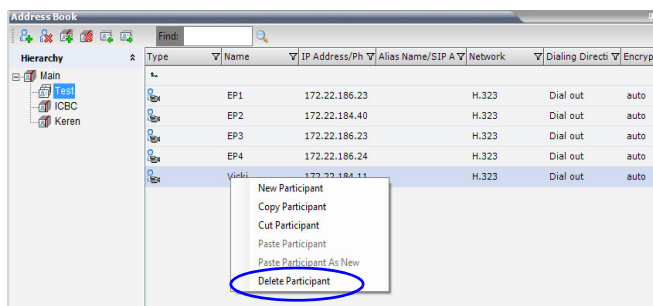 Address Book
Find:
Hierarchy
Type Name IP Address/Ph Alias Name/SIP A Network Dialing Directi Encryp
Main
Test
ICBC
Keren
EP1 172.22.186.23 H.323 Dial out auto
EP2 172.22.184.40 H.323 Dial out auto
EP3 172.22.186.23 H.323 Dial out auto
EP4 172.22.186.24 H.323 Dial out auto
Vicki 172.22.184.11 H.323 Dial out auto
New Participant
Copy Participant
Cut Participant
Paste Participant
Paste Participant As New
Delete Participant